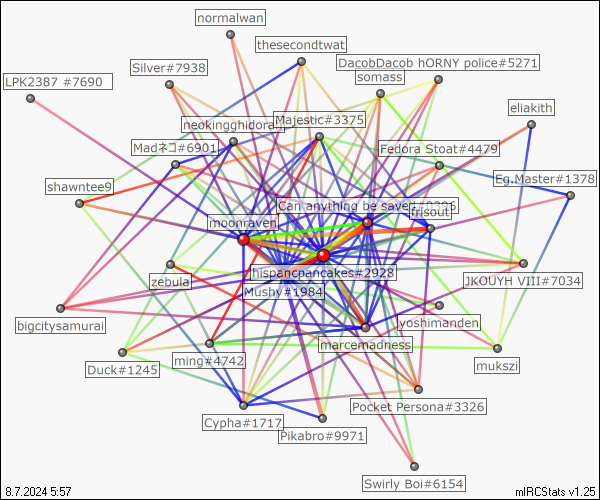 normalwan
thesecondtwat
Silver#7938
DacobDacob hORNY police#5271
somass
LPK2387 #7690
eliakith
neokingghidorah
Majestic#3375
Madネコ#6901
Fedora Stoat#4479
shawntee9
Eg.Master#1378
Can anything be saved#0396
frisout
moonraven
zebula
hispancpancakes#2928
JKOUYH VIII#7034
Mushy#1984
bigcitysamurai
yoshimanden
marcemadness
Duck#1245
ming#4742
mukszi
Pocket Persona#3326
Cypha#1717
Pikabro#9971
Swirly Boi#6154
8.7.2024 5:57
mIRCStats v1.25